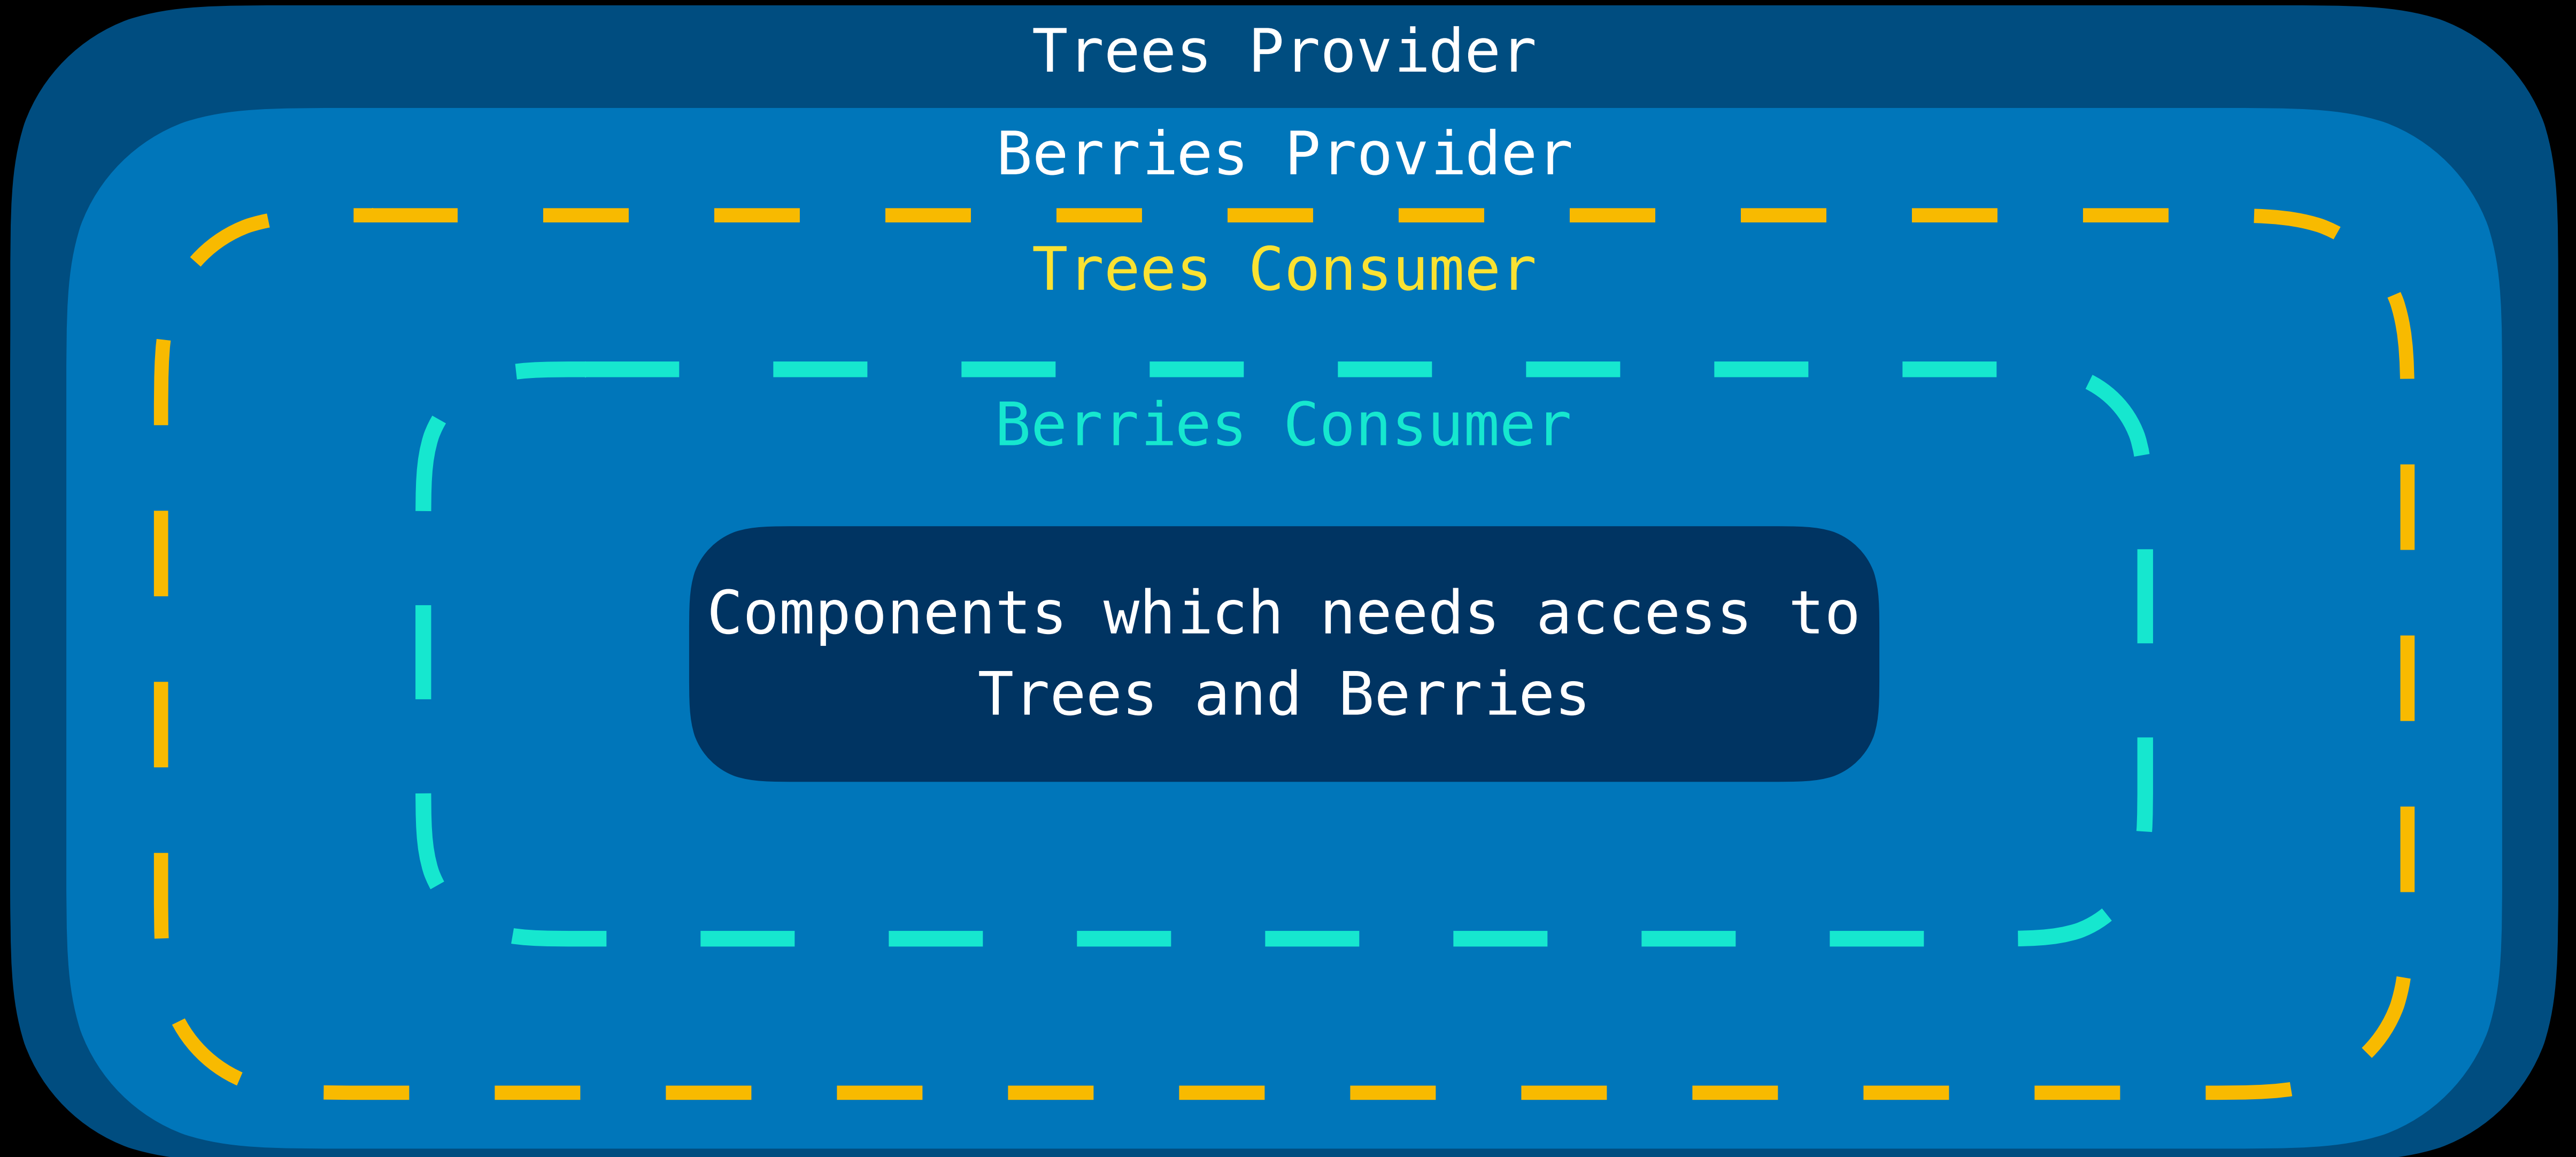 Trees Provider
Berries Provider
Trees Consumer
Berries Consumer
Components which needs access to
Trees and Berries